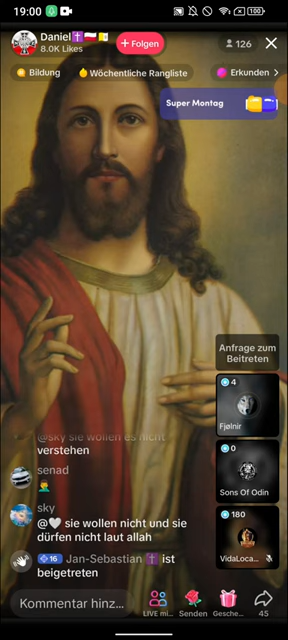 19:00
100
Daniel✝️🇵🇱🇻🇦
8.0K Likes
+ Folgen
126
Bildung
Wöchentliche Rangliste
Erkunden >
Super Montag
Anfrage zum
Beitreten
4
Fjølnir
0
Sons Of Odin
180
VidaLoca...
@sky sie wollen es nicht
verstehen
senad
🤦‍♂️
sky
@🤍 sie wollen nicht und sie
dürfen nicht laut allah
16 Jan-Sebastian ✝️ ist
beigetreten
Kommentar hinz...
LIVE mi...
Senden
Gesche...
45